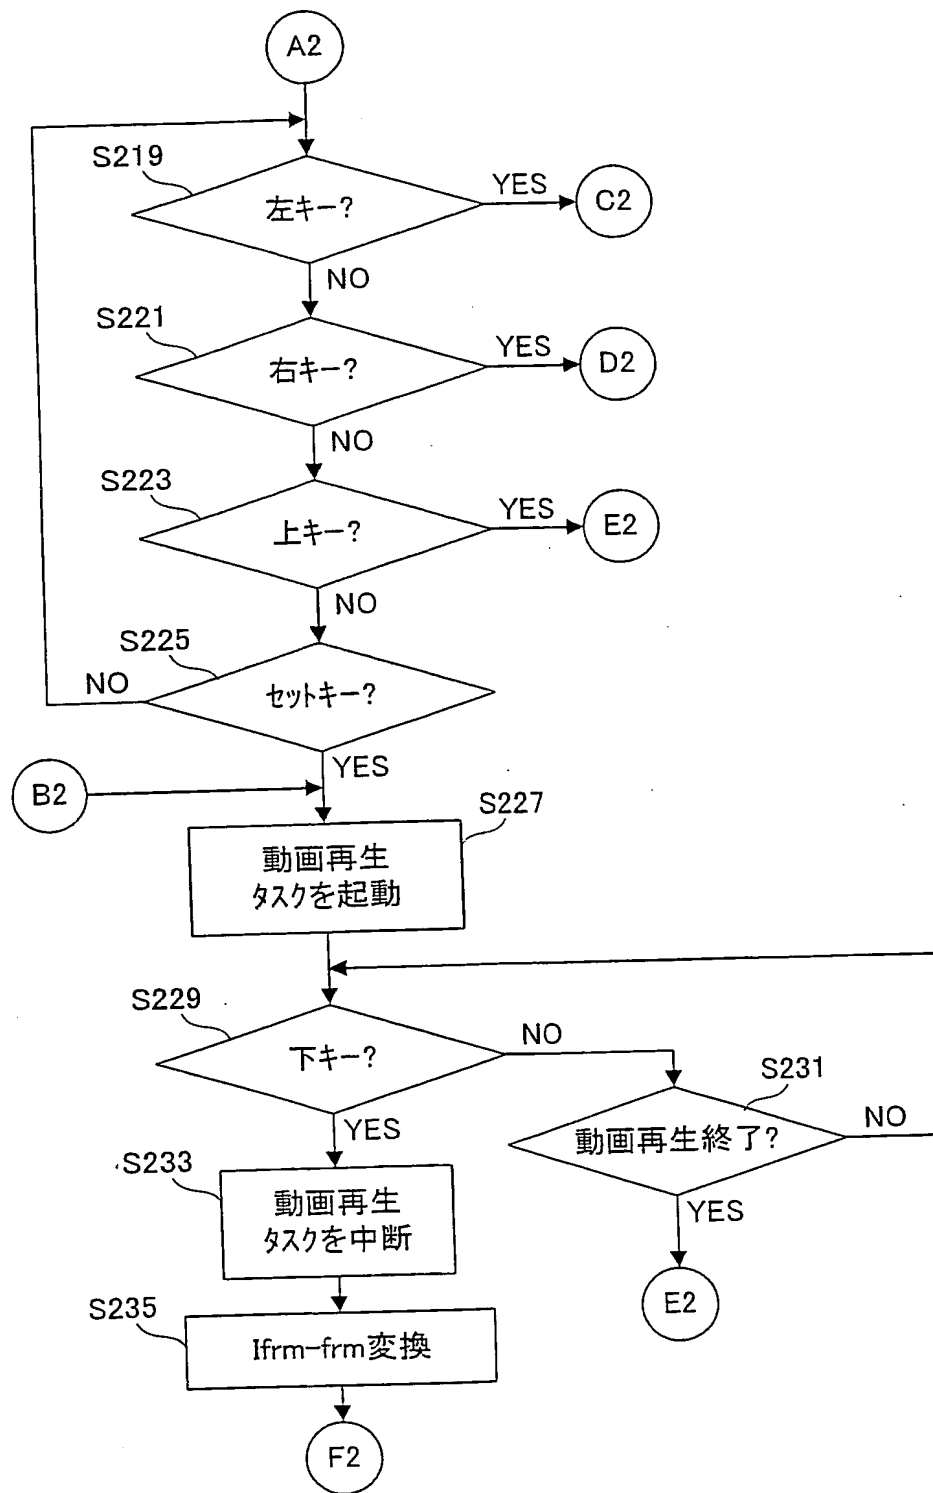 A2
S219
左キー?
YES
C2
NO
S221
右キー?
YES
D2
NO
S223
上キー?
YES
E2
NO
S225
NO
セットキー?
YES
B2
S227
動画再生
タスクを起動
S229
下キー?
NO
S231
動画再生終了?
NO
YES
YES
S233
動画再生
タスクを中断
E2
S235
Ifrm-frm変換
F2